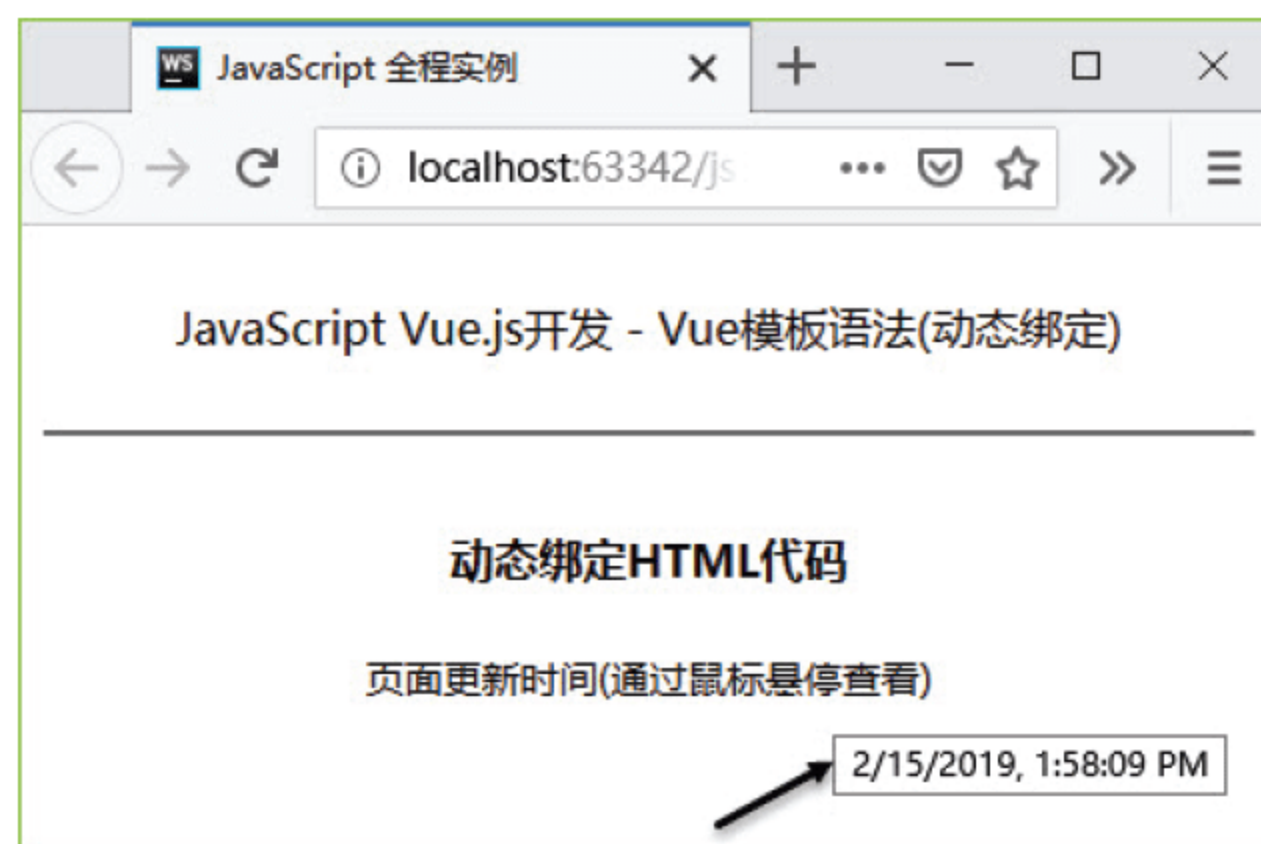 WS JavaScript 全程实例
localhost:63342/js
JavaScript Vue.js开发 - Vue模板语法(动态绑定)
动态绑定HTML代码
页面更新时间(通过鼠标悬停查看)
2/15/2019, 1:58:09 PM